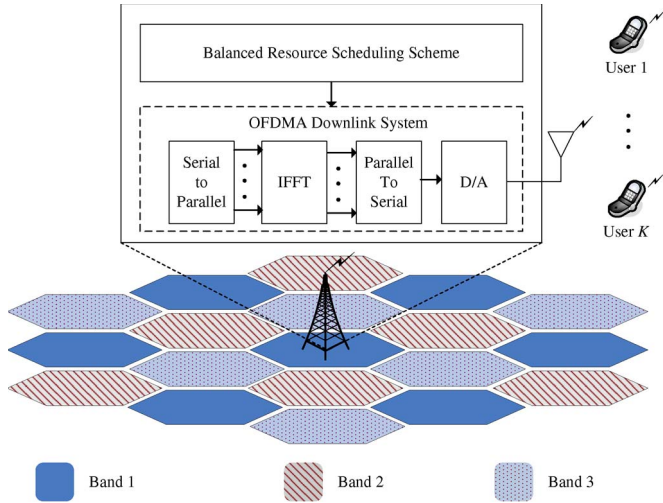 Balanced Resource Scheduling Scheme
User 1
OFDMA Downlink System
Serial
to
Parallel
IFFT
Parallel
To
Serial
D/A
User K
Band 1
Band 2
Band 3